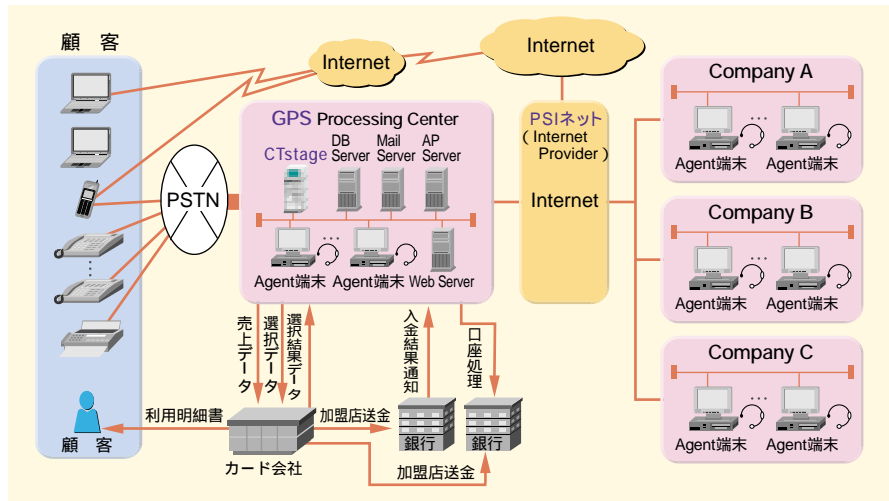 顧 客
Internet
Internet
GPS Processing Center
CTstage
DB
Server
Mail
Server
AP
Server
PSTN
Agent端末
Agent端末
Web Server
PSIネット
( Internet
Provider )
Internet
Company A
Agent端末
Agent端末
Company B
Agent端末
Agent端末
Company C
Agent端末
Agent端末
売上データ
選択データ
選択結果データ
入金結果通知
口座処理
利用明細書
加盟店送金
顧 客
カード会社
銀行
銀行
加盟店送金